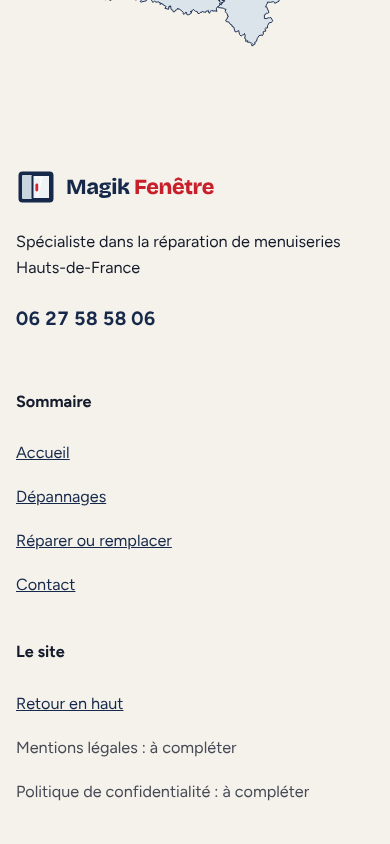 Magik Fenêtre
Spécialiste dans la réparation de menuiseries
Hauts-de-France
06 27 58 58 06
Sommaire
Accueil
Dépannages
Réparer ou remplacer
Contact
Le site
Retour en haut
Mentions légales : à compléter
Politique de confidentialité : à compléter